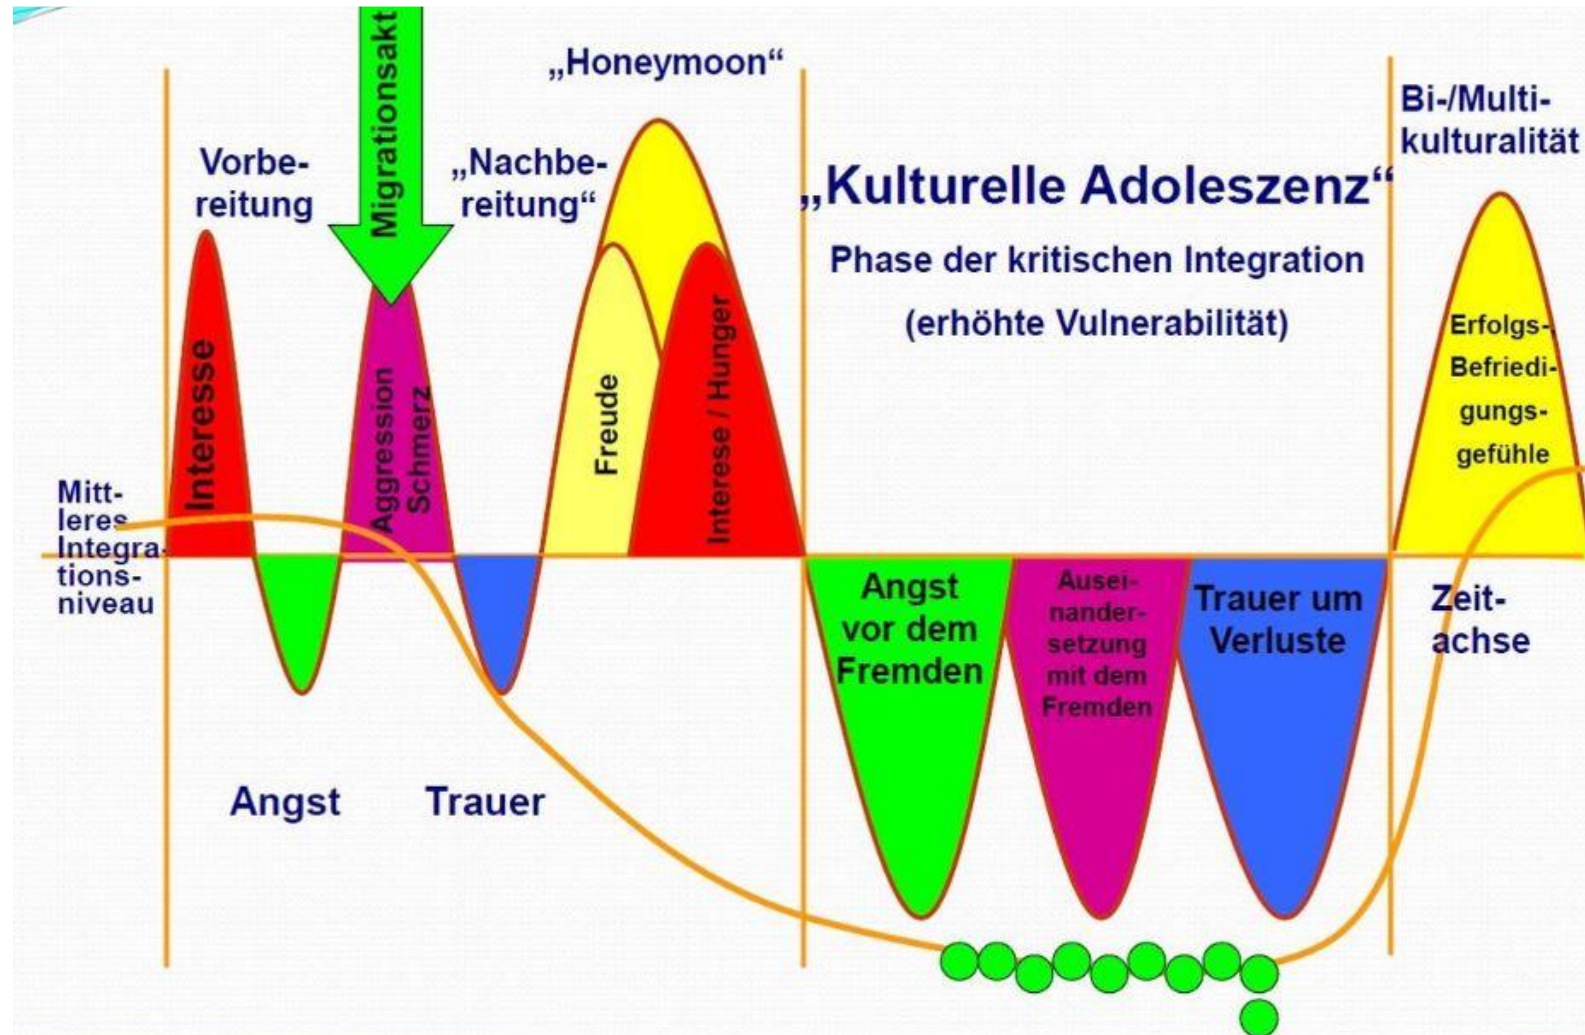 Migrationsakt
„Honeymoon“
Vorbe-
reitung
„Nachbe-
reitung“
„Kulturelle Adoleszenz“
Phase der kritischen Integration
(erhöhte Vulnerabilität)
Bi-/Multi-
kulturalität
Interesse
Aggression
Schmerz
Freude
Interese / Hunger
Erfolgs-,
Befriedi-
gungs-
gefühle
Mitt-
leres
Integra-
tions-
niveau
Angst
vor dem
Fremden
Ausei-
nander-
setzung
mit dem
Fremden
Trauer um
Verluste
Zeit-
achse
Angst
Trauer